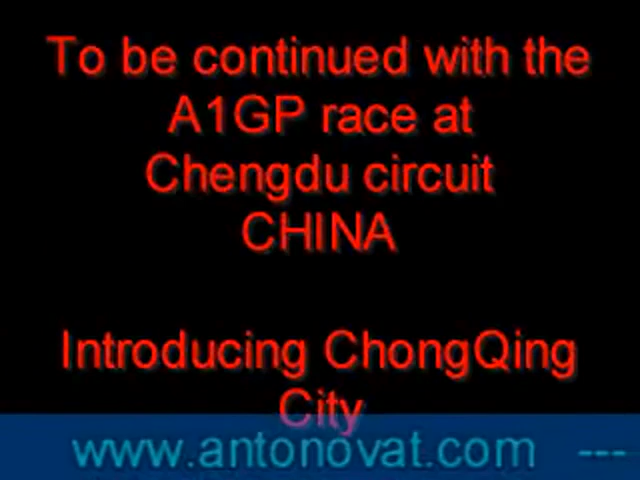 To be continued with the
A1GP race at
Chengdu circuit
CHINA
Introducing ChongQing
City
www.antonovat.com ---